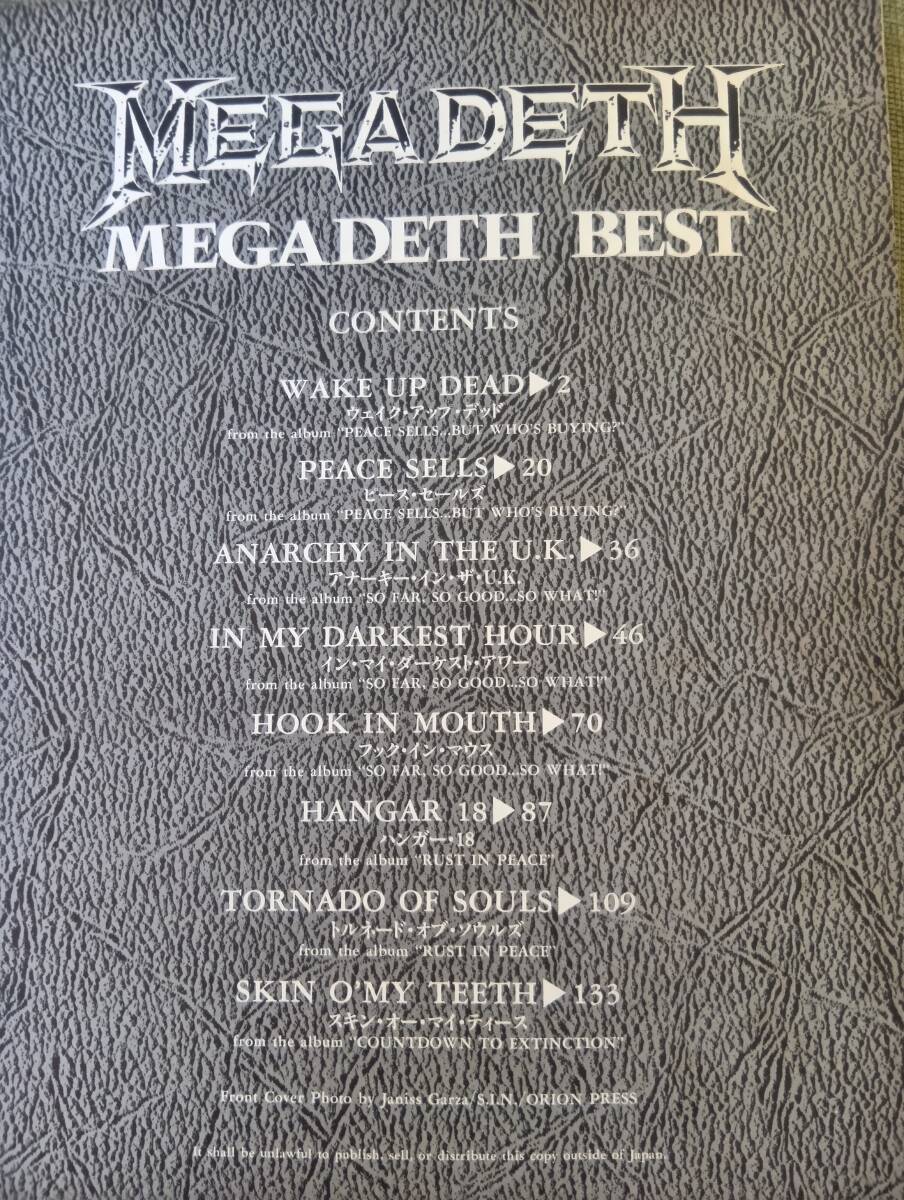 MEGADETH
MEGADETH BEST
CONTENTS
WAKE UP DEAD▶2
ウェイク・アップ・デッド
from the album "PEACE SELLS...BUT WHO'S BUYING?"
PEACE SELLS▶20
ピース・セールズ
from the album "PEACE SELLS...BUT WHO'S BUYING?"
ANARCHY IN THE U.K.▶36
アナーキー・イン・ザ・U.K.
from the album "SO FAR, SO GOOD...SO WHAT!"
IN MY DARKEST HOUR▶46
イン・マイ・ダーケスト・アワー
from the album "SO FAR, SO GOOD...SO WHAT!"
HOOK IN MOUTH▶70
フック・イン・マウス
from the album "SO FAR, SO GOOD...SO WHAT!"
HANGAR 18▶87
ハンガー・18
from the album "RUST IN PEACE"
TORNADO OF SOULS▶109
トルネード・オブ・ソウルズ
from the album "RUST IN PEACE"
SKIN O'MY TEETH▶133
スキン・オー・マイ・ティース
from the album "COUNTDOWN TO EXTINCTION"
Front Cover Photo by Janiss Garza/S.I.N./ORION PRESS
It shall be unlawful to publish, sell, or distribute this copy outside of Japan.